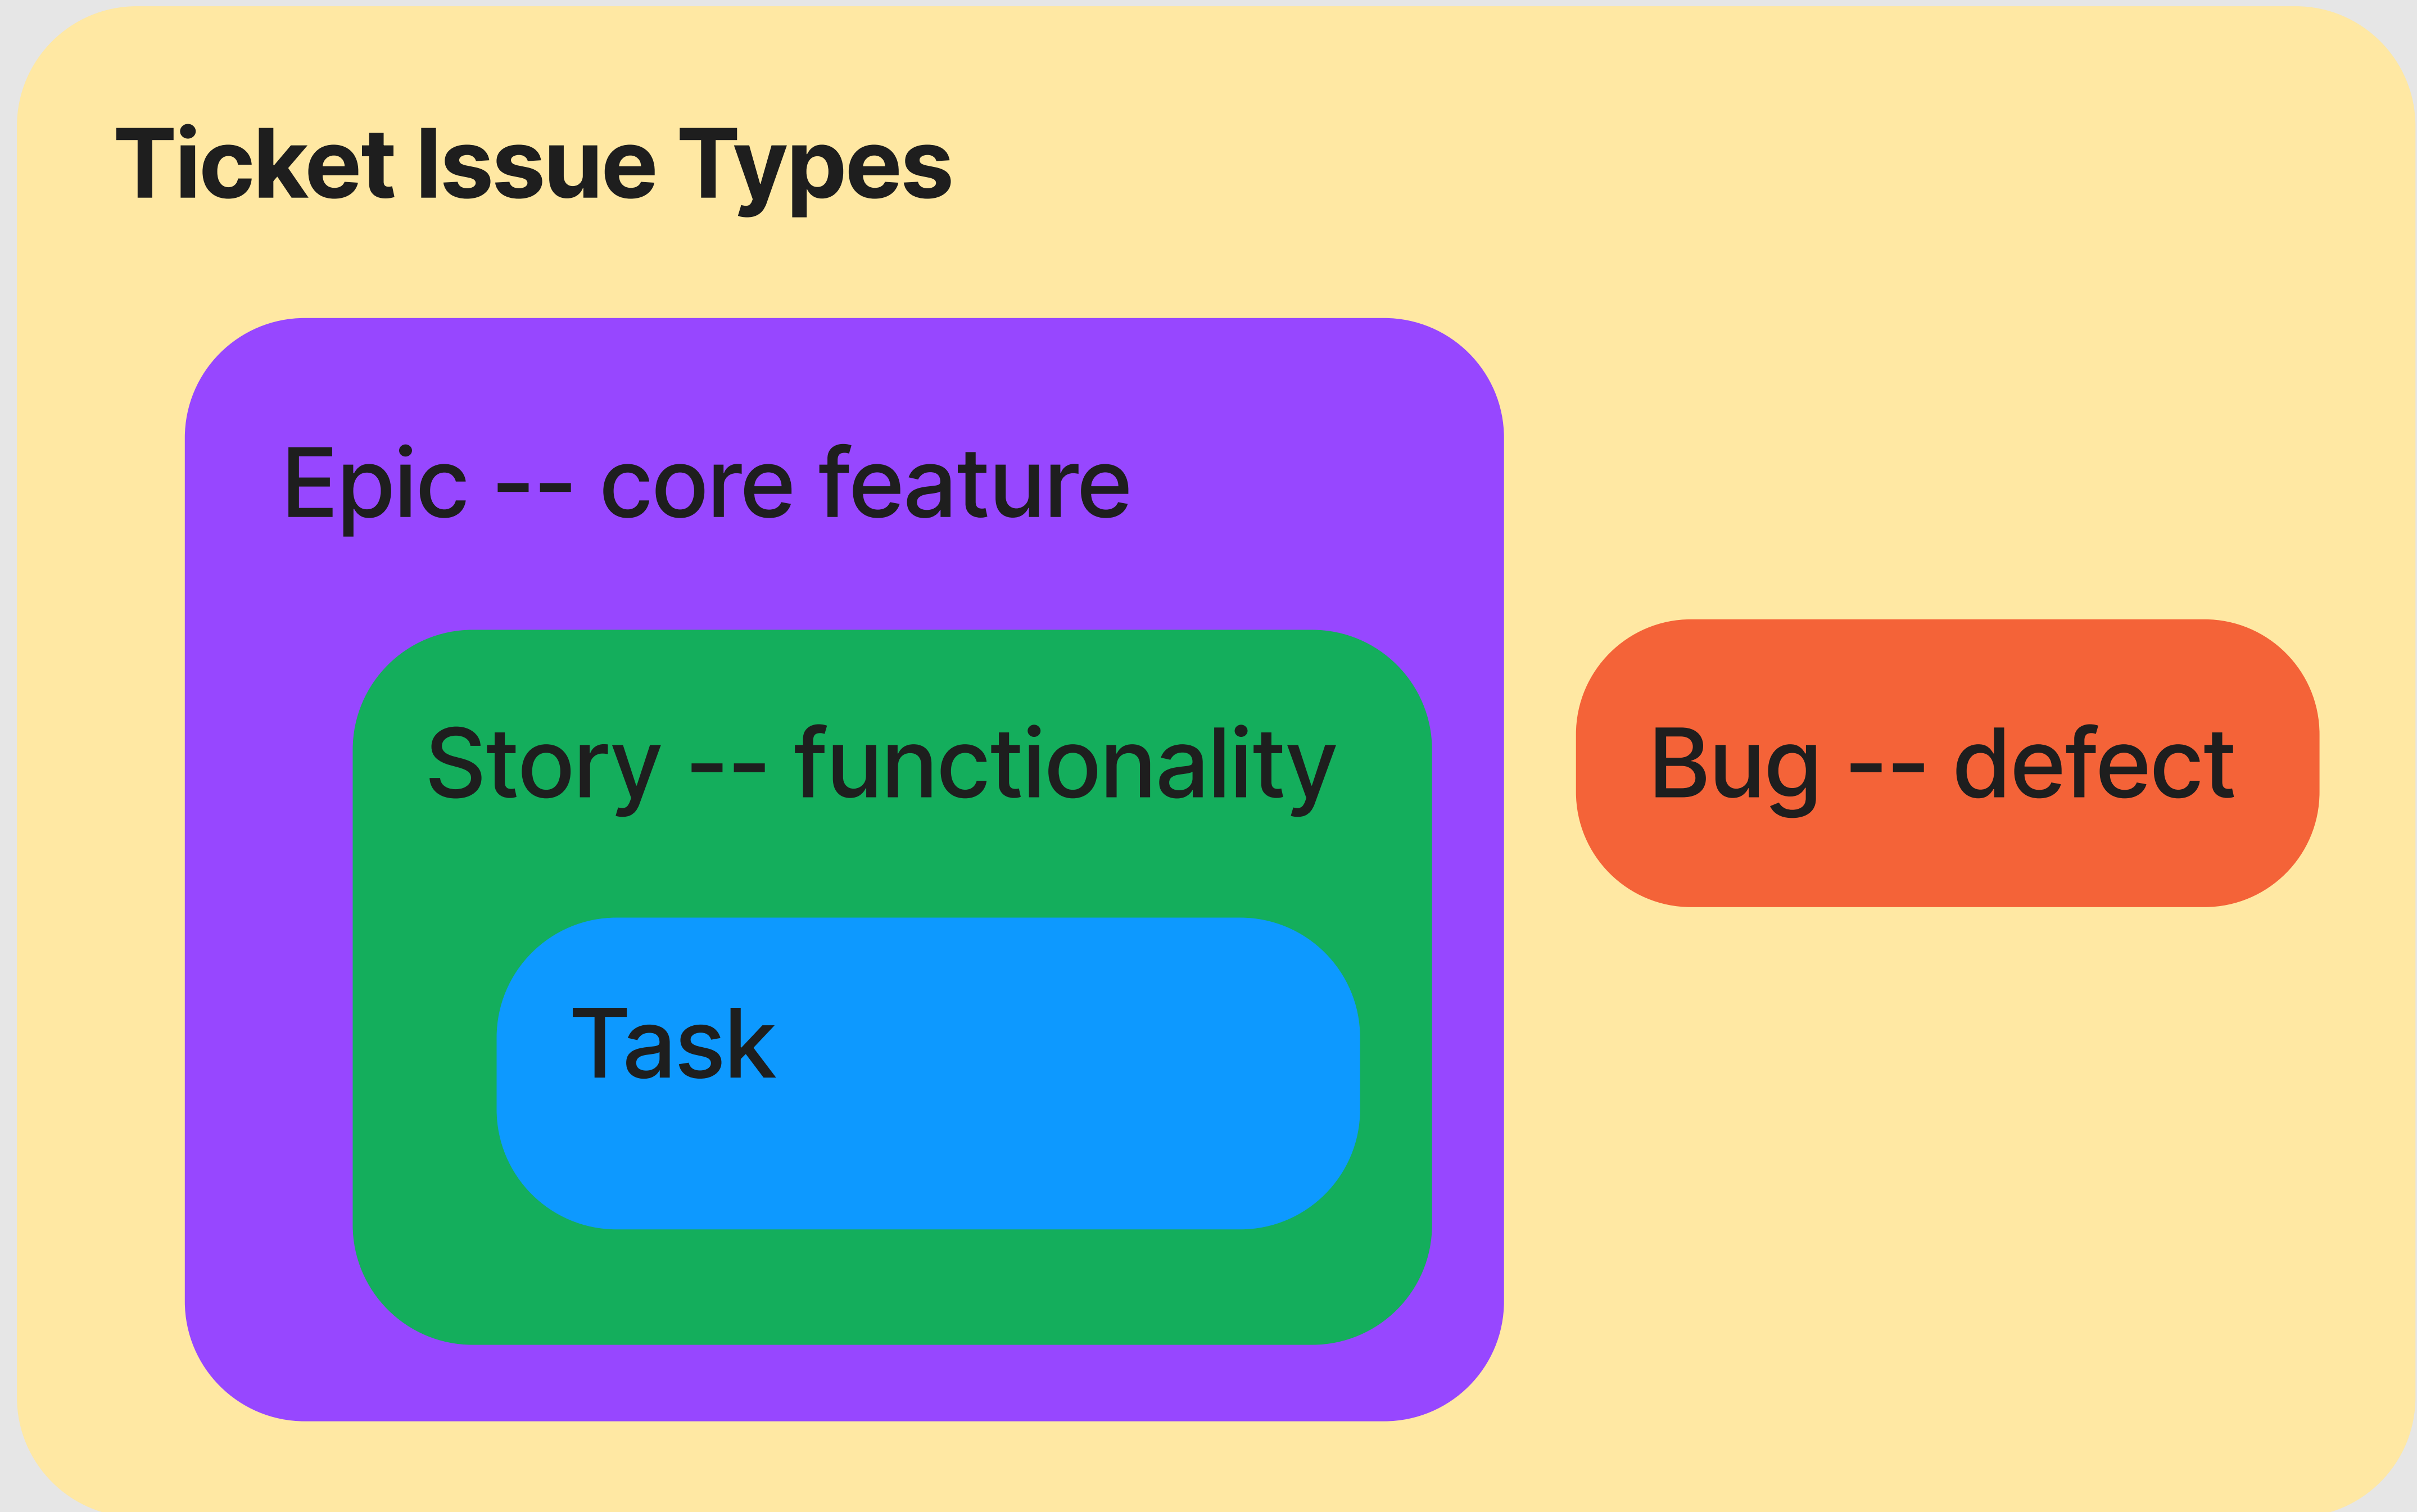 Ticket Issue Types
Epic -- core feature
Story -- functionality
Bug -- defect
Task